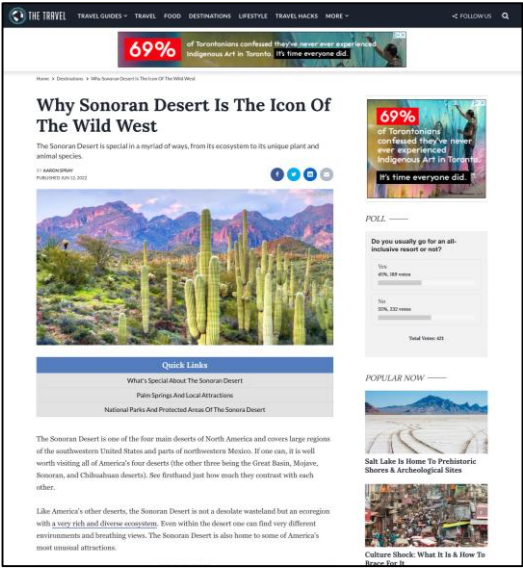 THE TRAVEL
TRAVEL GUIDES TRAVEL FOOD DESTINATIONS LIFESTYLE TRAVEL HACKS MORE
FOLLOW US
69% of Torontonians confessed they've never ever experienced
Indigenous Art in Toronto. It's time everyone did.
Home > Destinations > Why Sonoran Desert Is The Icon Of The Wild West
Why Sonoran Desert Is The Icon Of
The Wild West
The Sonoran Desert is special in a myriad of ways, from its ecosystem to its unique plant and
animal species.
BY AARON SPRAY
PUBLISHED JUN 12, 2022
Quick Links
What's Special About The Sonoran Desert
Palm Springs And Local Attractions
National Parks And Protected Areas Of The Sonora Desert
The Sonoran Desert is one of the four main deserts of North America and covers large regions
of the southwestern United States and parts of northwestern Mexico. If one can, it is well
worth visiting all of America's four deserts (the other three being the Great Basin, Mojave,
Sonoran, and Chihuahuan deserts). See firsthand just how much they contrast with each
other.
Like America's other deserts, the Sonoran Desert is not a desolate wasteland but an ecoregion
with a very rich and diverse ecosystem. Even within the desert one can find very different
environments and breathing views. The Sonoran Desert is also home to some of America's
most unusual attractions.
69%
of Torontonians
confessed they've never
ever experienced
Indigenous Art in Toronto.
It's time everyone did.
POLL
Do you usually go for an all-
inclusive resort or not?
Yes
votes
No
votes
Total Votes: 421
POPULAR NOW
Salt Lake Is Home To Prehistoric
Shores & Archeological Sites
Culture Shock: What It Is & How To
Brace For It